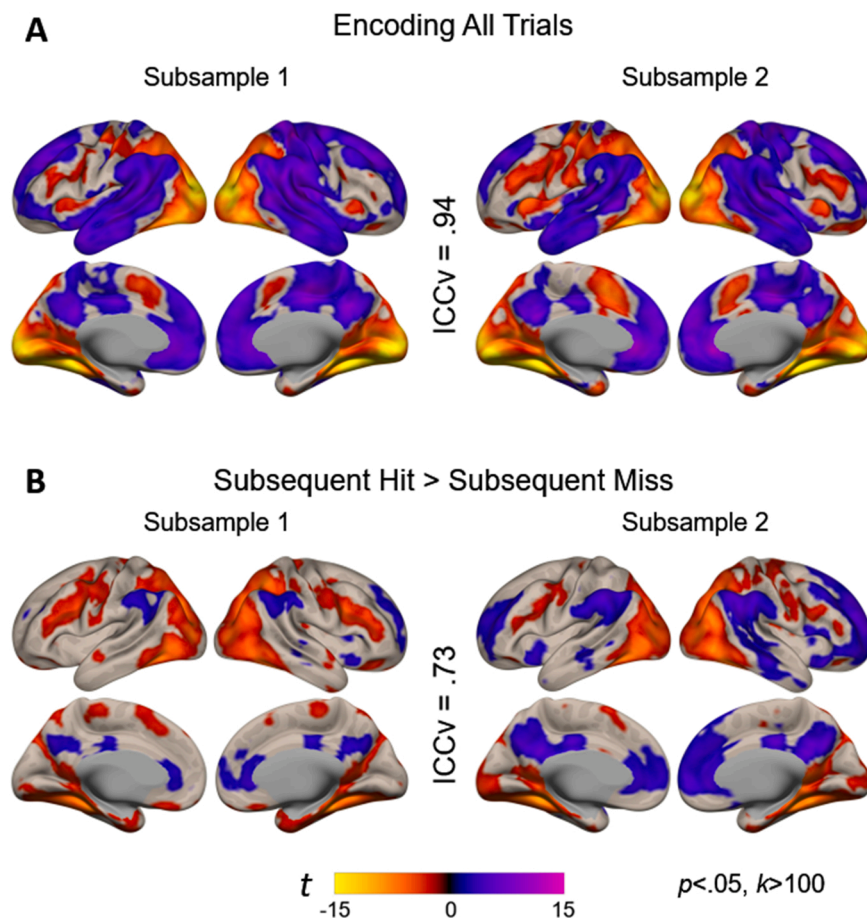 A
Encoding All Trials
Subsample 1
Subsample 2
ICCv = .94
B
Subsequent Hit > Subsequent Miss
Subsample 1
Subsample 2
ICCv = .73
t
-15
0
15
p<.05, k>100